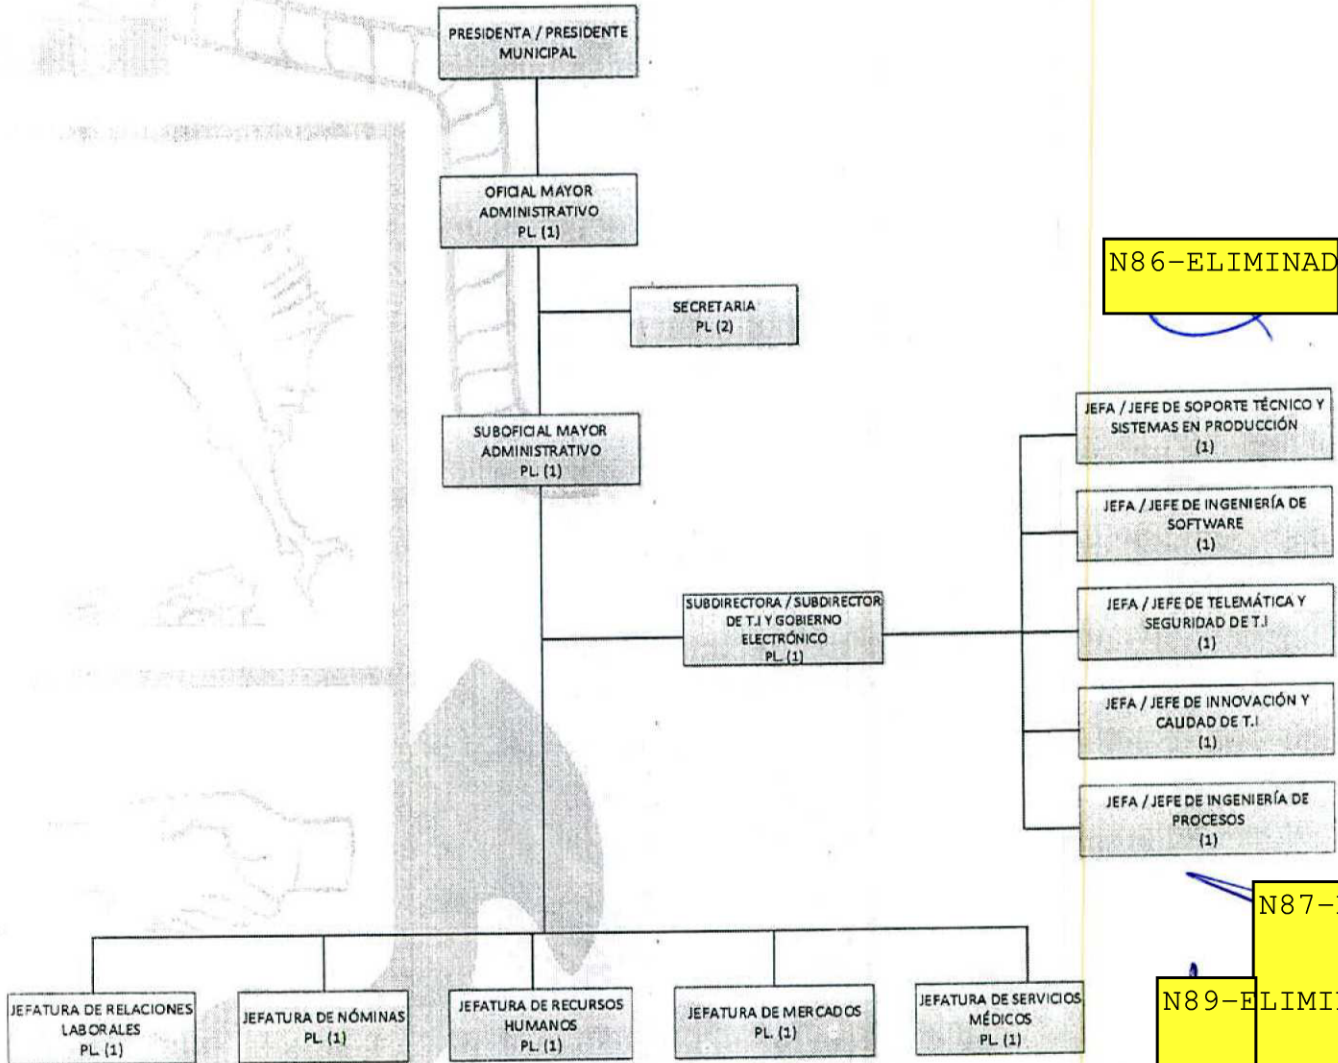 PRESIDENTA / PRESIDENTE
MUNICIPAL
OFICIAL MAYOR
ADMINISTRATIVO
PL. (1)
N86-ELIMINAD
SECRETARIA
PL (2)
SUBOFICIAL MAYOR
ADMINISTRATIVO
PL. (1)
JEFA / JEFE DE SOPORTE TÉCNICO Y
SISTEMAS EN PRODUCCIÓN
(1)
JEFA / JEFE DE INGENIERÍA DE
SOFTWARE
(1)
SUBDIRECTORA / SUBDIRECTOR
DE T.I Y GOBIERNO
ELECTRÓNICO
PL. (1)
JEFA / JEFE DE TELEMÁTICA Y
SEGURIDAD DE T.I
(1)
JEFA / JEFE DE INNOVACIÓN Y
CALIDAD DE T.I
(1)
JEFA / JEFE DE INGENIERÍA DE
PROCESOS
(1)
N87-
N89-ELIMI
JEFATURA DE RELACIONES
LABORALES
PL. (1)
JEFATURA DE NÓMINAS
PL. (1)
JEFATURA DE RECURSOS
HUMANOS
PL. (1)
JEFATURA DE MERCADOS
PL. (1)
JEFATURA DE SERVICIOS
MÉDICOS
PL. (1)